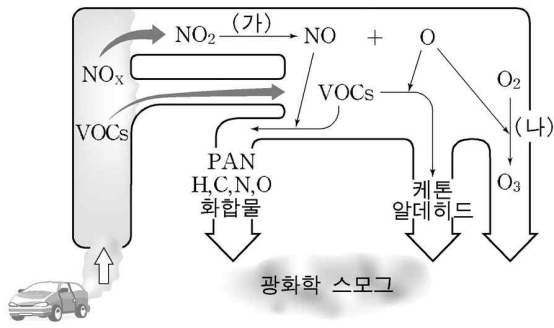 NO₂ (가) NO + O
NOX
O₂
VOCs
VOCs
(나)
PAN
H,C,N,O
화합물
케톤
알데히드
O₃
광화학 스모그